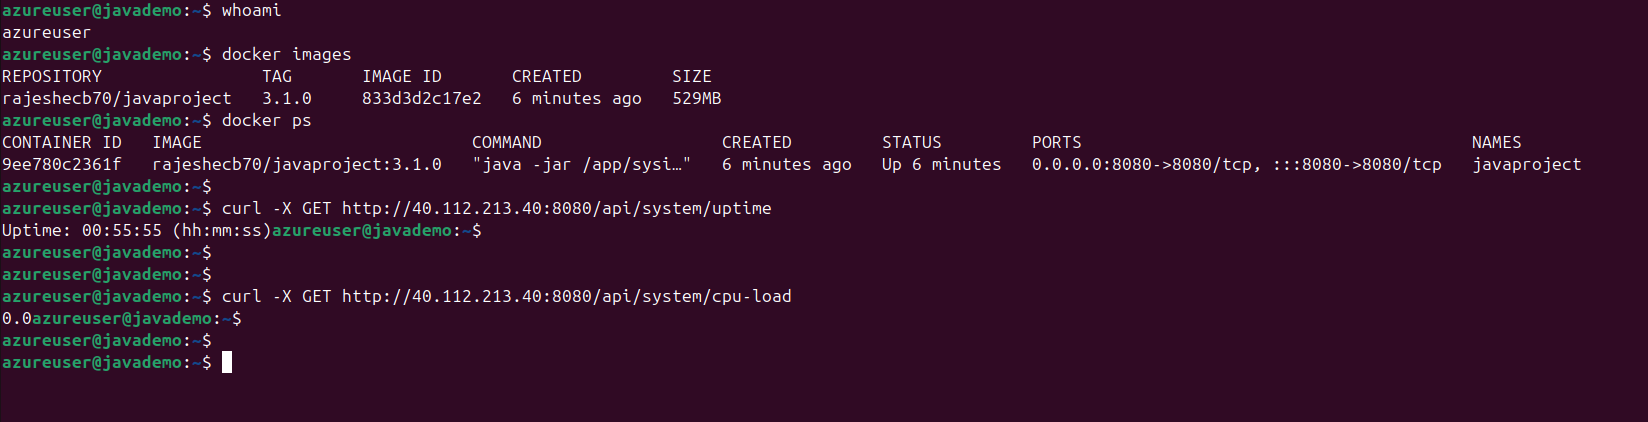 azureuser@javademo:~$ whoami
azureuser
azureuser@javademo:~$ docker images
REPOSITORY                TAG       IMAGE ID       CREATED         SIZE
rajeshecb70/javaproject   3.1.0     833d3d2c17e2   6 minutes ago   529MB
azureuser@javademo:~$ docker ps
CONTAINER ID   IMAGE                           COMMAND                  CREATED         STATUS         PORTS                                       NAMES
9ee780c2361f   rajeshecb70/javaproject:3.1.0   "java -jar /app/sysi…"   6 minutes ago   Up 6 minutes   0.0.0.0:8080->8080/tcp, :::8080->8080/tcp   javaproject
azureuser@javademo:~$
azureuser@javademo:~$ curl -X GET http://40.112.213.40:8080/api/system/uptime
Uptime: 00:55:55 (hh:mm:ss)azureuser@javademo:~$
azureuser@javademo:~$
azureuser@javademo:~$
azureuser@javademo:~$ curl -X GET http://40.112.213.40:8080/api/system/cpu-load
0.0azureuser@javademo:~$
azureuser@javademo:~$
azureuser@javademo:~$